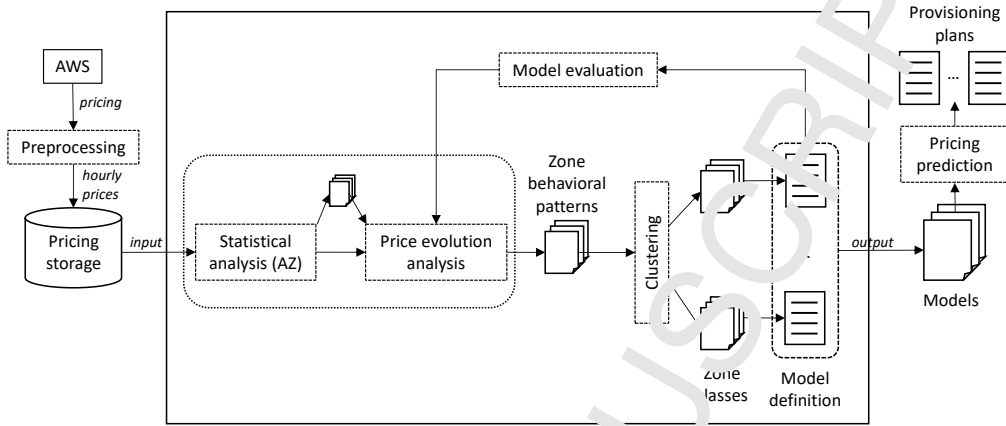 Provisioning
plans
...
AWS
pricing
Model evaluation
Preprocessing
Pricing
prediction
hourly
prices
Zone
behavioral
patterns
Pricing
storage
input
Statistical
analysis (AZ)
Price evolution
analysis
Clustering
output
Models
Zone
Model
definition
USCRIP